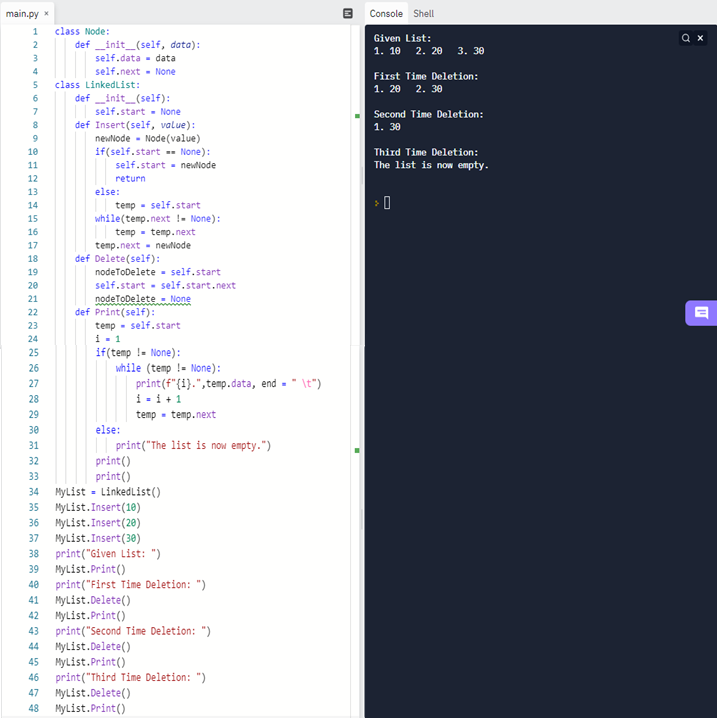 main.py ×
1 class Node:
2 def __init__(self, data):
3 self.data = data
4 self.next = None
5 class LinkedList:
6 def __init__(self):
7 self.start = None
8 def Insert(self, value):
9 newNode = Node(value)
10 if(self.start == None):
11 self.start = newNode
12 return
13 else:
14 temp = self.start
15 while(temp.next != None):
16 temp = temp.next
17 temp.next = newNode
18 def Delete(self):
19 nodeToDelete = self.start
20 self.start = self.start.next
21 nodeToDelete = None
22 def Print(self):
23 temp = self.start
24 i = 1
25 if(temp != None):
26 while (temp != None):
27 print(f"{i}.",temp.data, end = " \t")
28 i = i + 1
29 temp = temp.next
30 else:
31 print("The list is now empty.")
32 print()
33 print()
34 MyList = LinkedList()
35 MyList.Insert(10)
36 MyList.Insert(20)
37 MyList.Insert(30)
38 print("Given List: ")
39 MyList.Print()
40 print("First Time Deletion: ")
41 MyList.Delete()
42 MyList.Print()
43 print("Second Time Deletion: ")
44 MyList.Delete()
45 MyList.Print()
46 print("Third Time Deletion: ")
47 MyList.Delete()
48 MyList.Print()
Console Shell
Given List:
1. 10 2. 20 3. 30
First Time Deletion:
1. 20 2. 30
Second Time Deletion:
1. 30
Third Time Deletion:
The list is now empty.
>